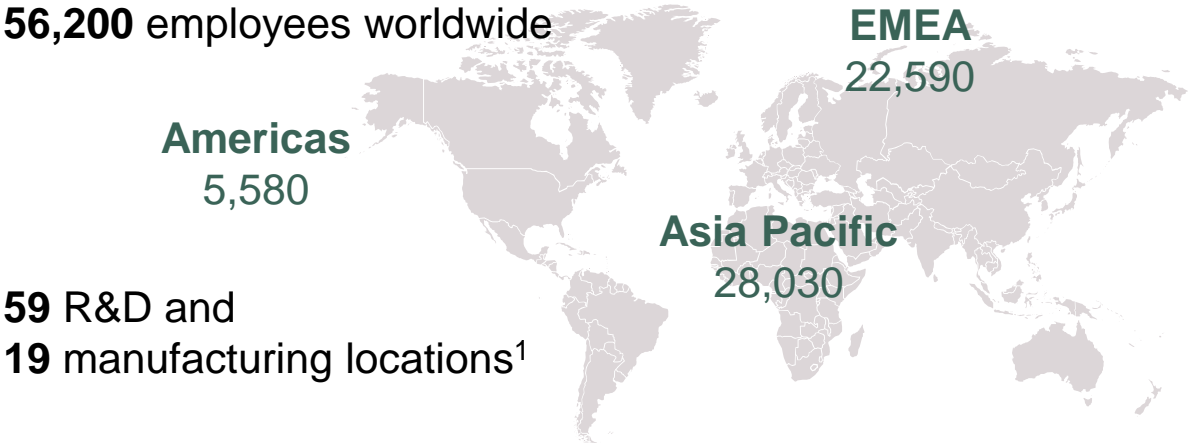 56,200 employees worldwide
EMEA
22,590
Americas
5,580
Asia Pacific
28,030
59 R&D and
19 manufacturing locations¹